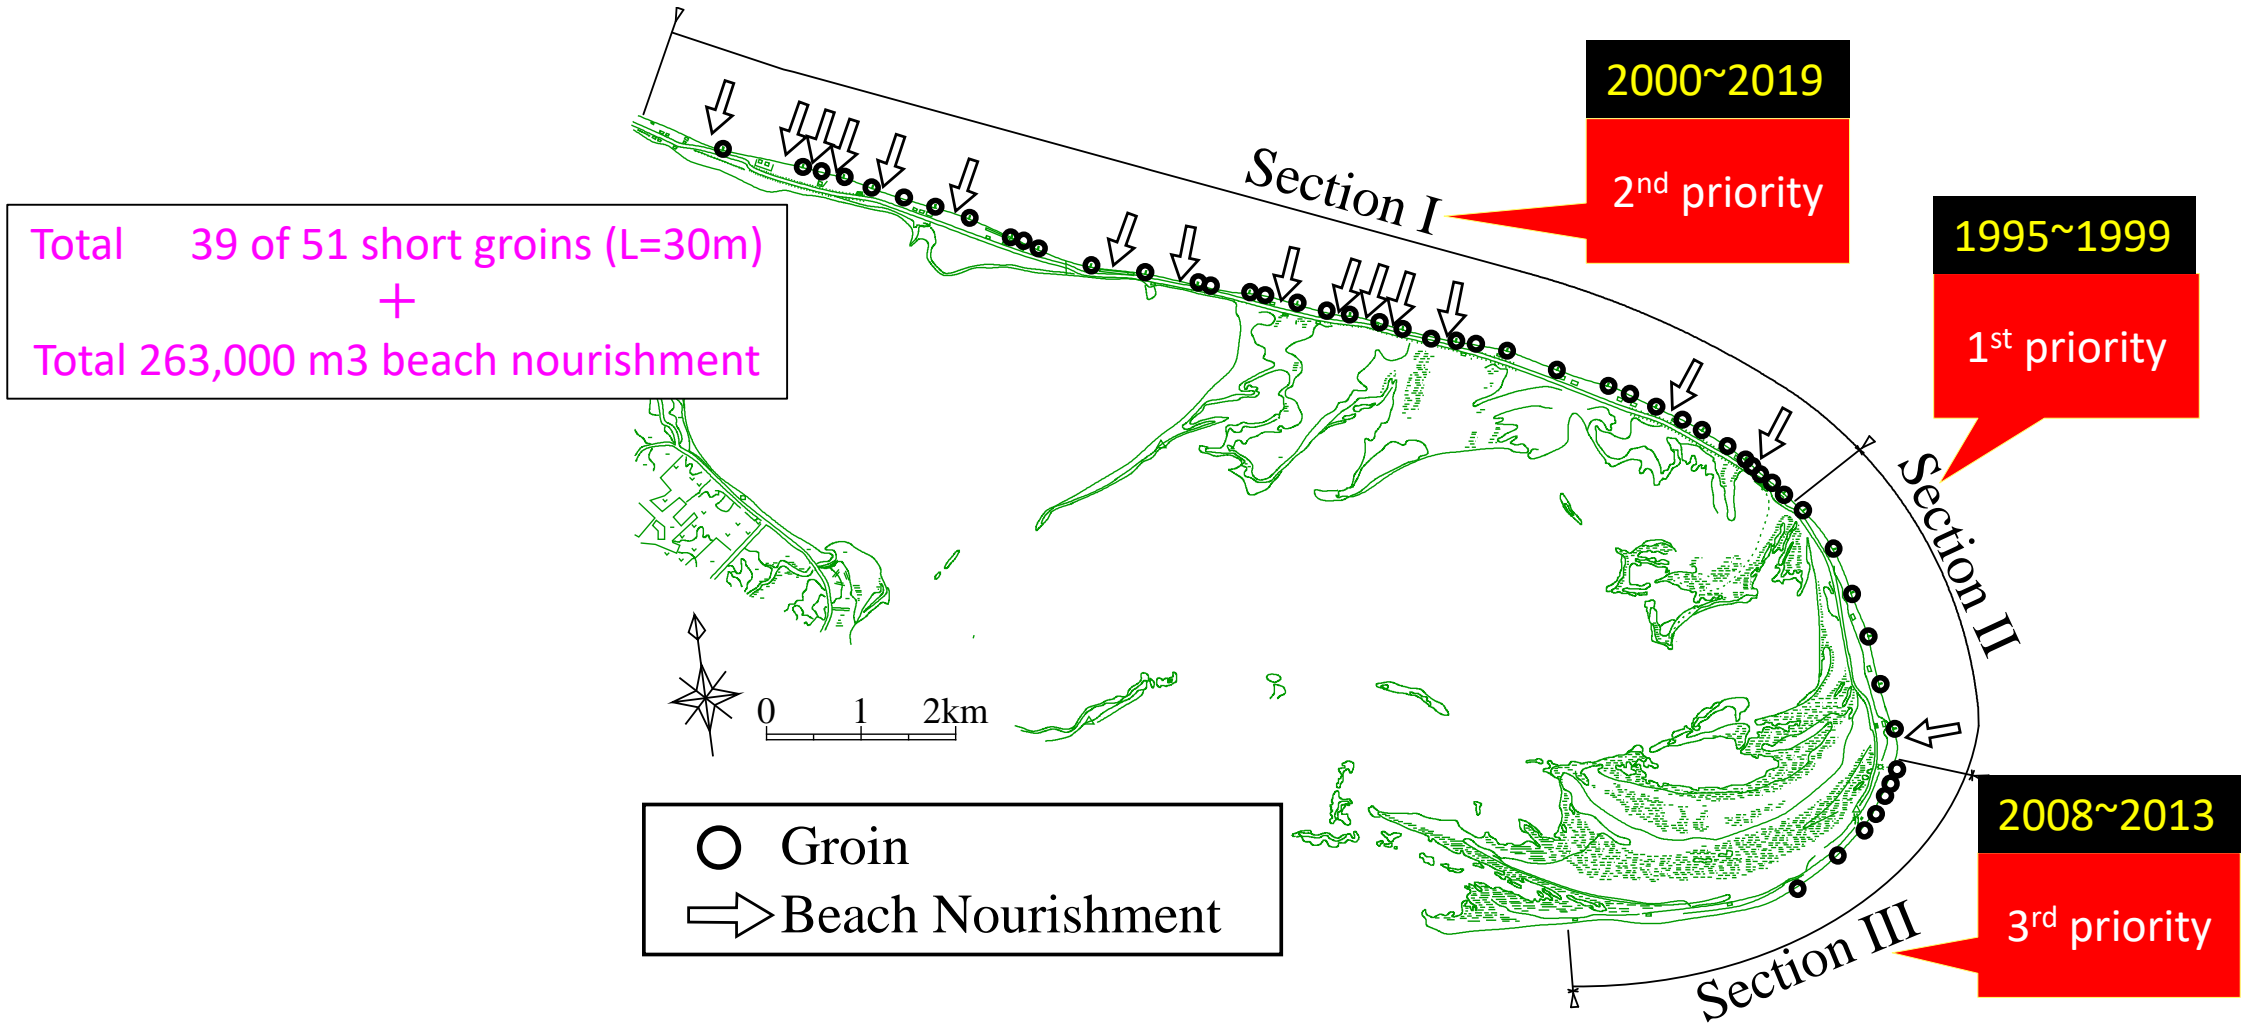 2000~2019
2nd priority
Section I
1995~1999
1st priority
Total 39 of 51 short groins (L=30m)
+
Total 263,000 m3 beach nourishment
Section II
0 1 2km
2008~2013
3rd priority
Groin
Beach Nourishment
Section III